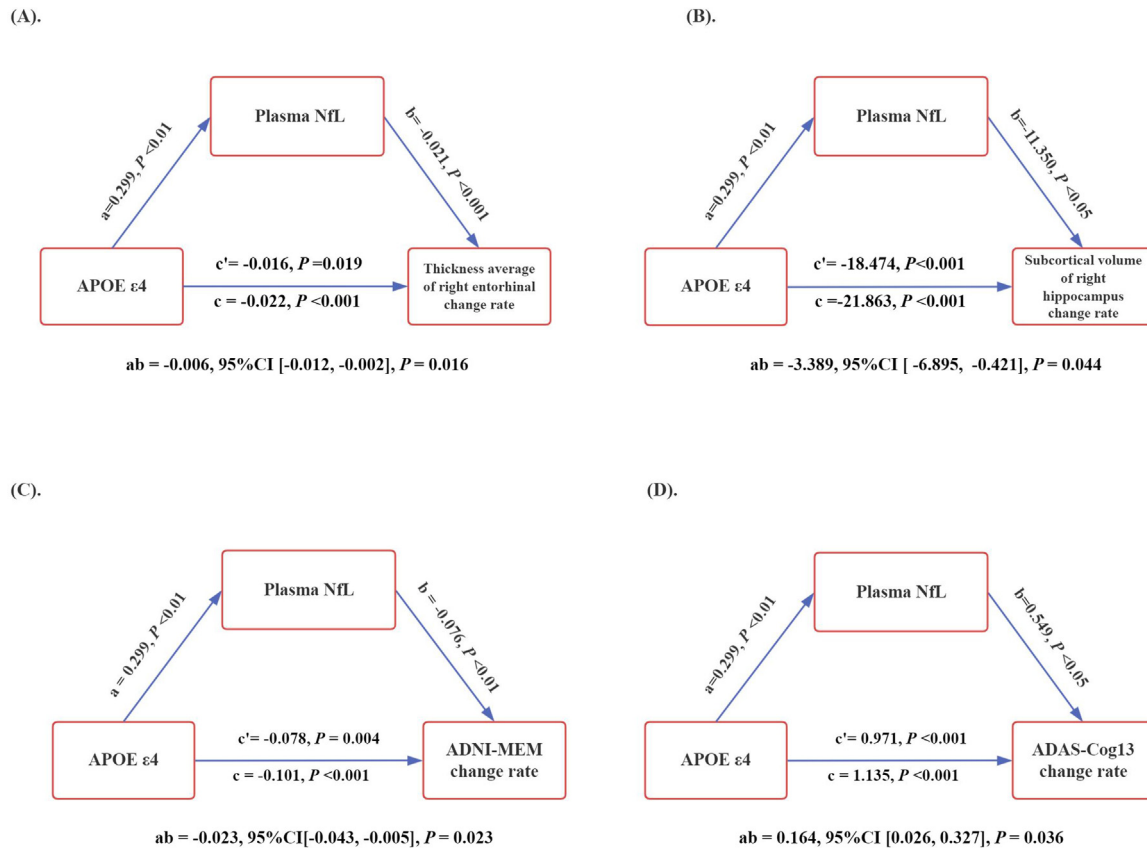 (A).
Plasma NfL
a=0.299, P <0.01
b= -0.021, P <0.001
APOE ε4
c'= -0.016, P =0.019
c = -0.022, P <0.001
Thickness average
of right entorhinal
change rate
ab = -0.006, 95%CI [-0.012, -0.002], P = 0.016
(B).
Plasma NfL
a=0.299, P <0.01
b=-11.350, P <0.05
APOE ε4
c'= -18.474, P<0.001
c =-21.863, P <0.001
Subcortical volume
of right
hippocampus
change rate
ab = -3.389, 95%CI [ -6.895, -0.421], P = 0.044
(C).
Plasma NfL
a = 0.299, P <0.01
b = -0.076, P <0.01
APOE ε4
c'= -0.078, P = 0.004
c = -0.101, P <0.001
ADNI-MEM
change rate
ab = -0.023, 95%CI[-0.043, -0.005], P = 0.023
(D).
Plasma NfL
a=0.299, P <0.01
b=0.549, P <0.05
APOE ε4
c'= 0.971, P <0.001
c = 1.135, P <0.001
ADAS-Cog13
change rate
ab = 0.164, 95%CI [0.026, 0.327], P = 0.036